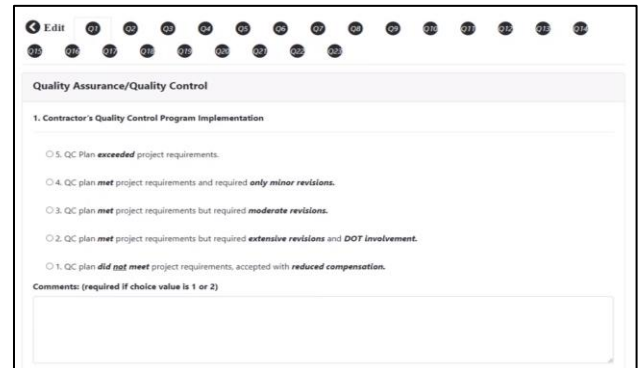 Edit Q1 Q2 Q3 Q4 Q5 Q6 Q7 Q8 Q9 Q10 Q11 Q12 Q13 Q14
Q15 Q16 Q17 Q18 Q19 Q20 Q21 Q22 Q23
Quality Assurance/Quality Control
1. Contractor's Quality Control Program Implementation
5. QC Plan exceeded project requirements.
4. QC plan met project requirements and required only minor revisions.
3. QC plan met project requirements but required moderate revisions.
2. QC plan met project requirements but required extensive revisions and DOT involvement.
1. QC plan did not meet project requirements, accepted with reduced compensation.
Comments: (required if choice value is 1 or 2)